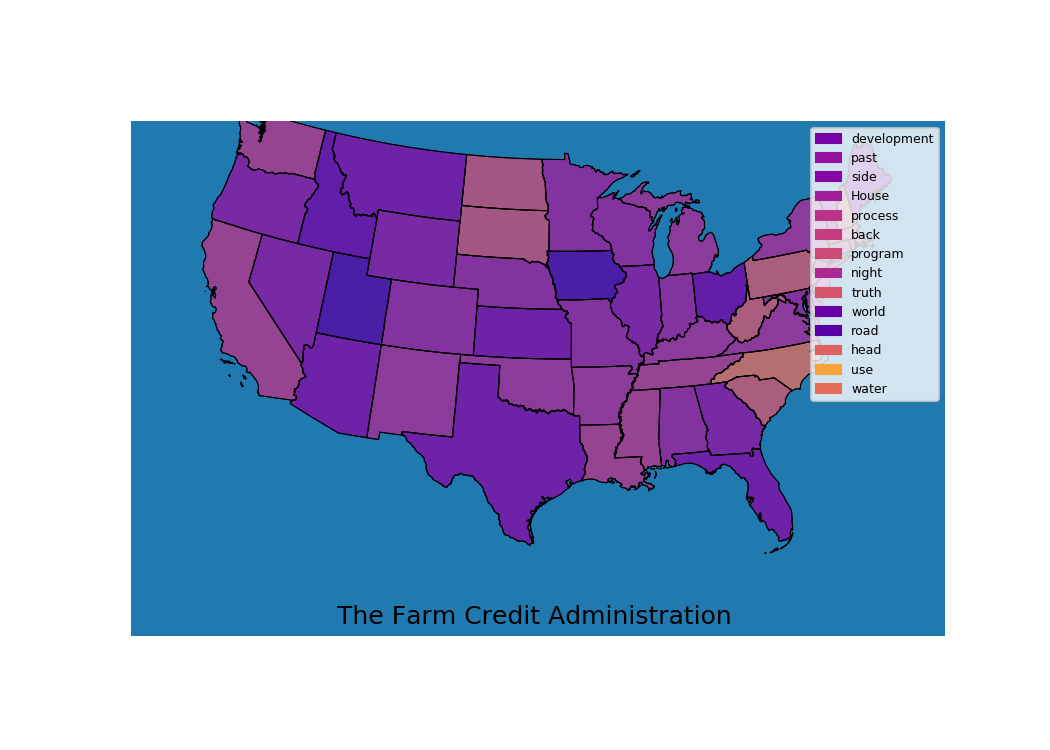 development
past
side
House
process
back
program
night
truth
world
road
head
use
water
The Farm Credit Administration